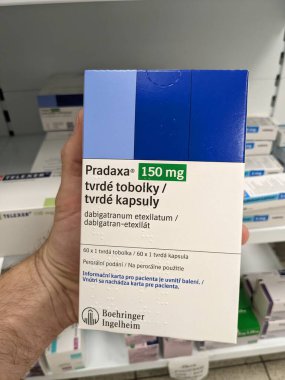 Pradaxa® 150 mg
tvrdé tobolky /
tvrdé kapsuly
dabigatranum etexilatum /
dabigatran-etexilát
60 x 1 tvrdá tobolka / 60 x 1 tvrdá kapsula
Perorální podání / Na perorálne použitie
Informační karta pro pacienta je uvnitř balení. /
Vnútri sa nachádza karta pre pacienta.
Boehringer
Ingelheim
TELEXER
TELEXER